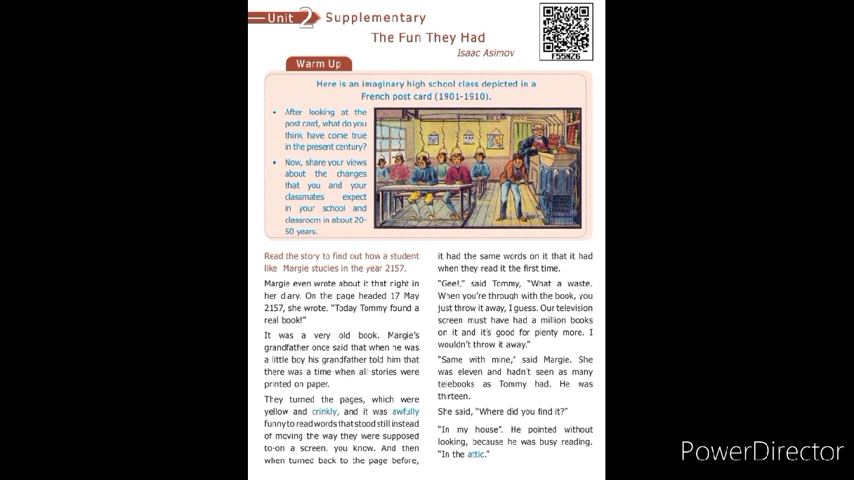 Unit 2 Supplementary
The Fun They Had
Isaac Asimov
F55NZ6
Warm Up
Here is an imaginary high school class depicted in a
French post card (1901-1910).
• After looking at the
post card, what do you
think have come true
in the present century?
• Now, share your views
about the changes
that you and your
classmates expect
in your school and
classroom in about 20-
50 years.
Read the story to find out how a student
like Margie studies in the year 2157.
Margie even wrote about it that night in
her diary. On the page headed 17 May
2157, she wrote. "Today Tommy found a
real book!"
It was a very old book. Margie's
grandfather once said that when he was
a little boy his grandfather told him that
there was a time when all stories were
printed on paper.
They turned the pages, which were
yellow and crinkly, and it was awfully
funny to read words that stood still instead
of moving the way they were supposed
to-on a screen, you know. And then
when turned back to the page before,
it had the same words on it that it had
when they read it the first time.
"Gee!," said Tommy, "What a waste.
When you're through with the book, you
just throw it away, I guess. Our television
screen must have had a million books
on it and it's good for plenty more. I
wouldn't throw it away."
"Same with mine," said Margie. She
was eleven and hadn't seen as many
telebooks as Tommy had. He was
thirteen.
She said, "Where did you find it?"
"In my house". He pointed without
looking, because he was busy reading.
"In the attic."
PowerDirector